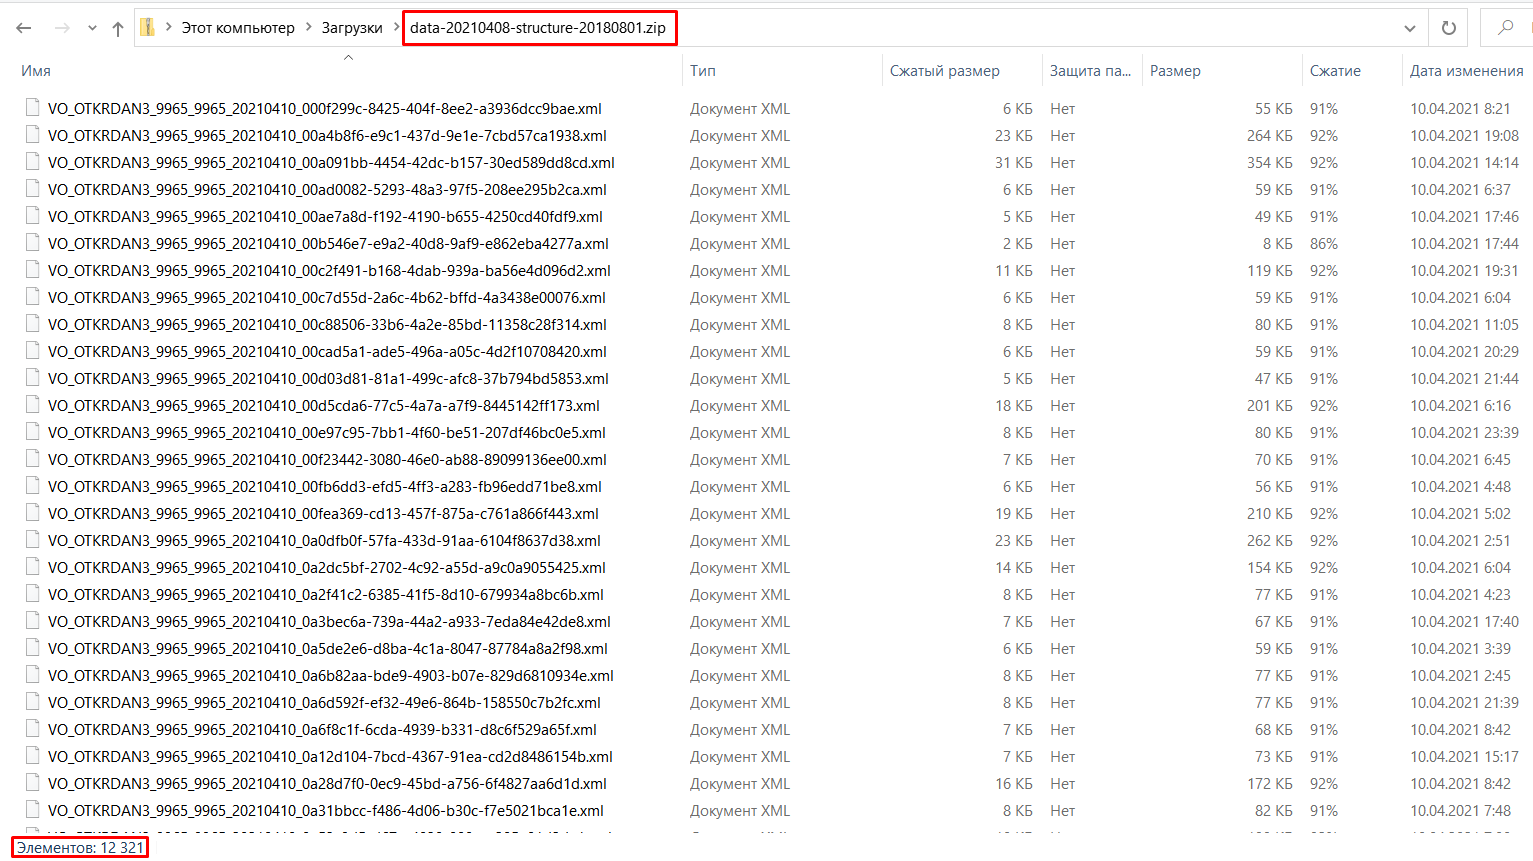 Этот компьютер Загрузки data-20210408-structure-20180801.zip
Имя Тип Сжатый размер Защита па... Размер Сжатие Дата изменения
VO_OTKRDAN3_9965_9965_20210410_000f299c-8425-404f-8ee2-a3936dcc9bae.xml Документ XML 6 КБ Нет 55 КБ 91% 10.04.2021 8:21
VO_OTKRDAN3_9965_9965_20210410_00a4b8f6-e9c1-437d-9e1e-7cbd57ca1938.xml Документ XML 23 КБ Нет 264 КБ 92% 10.04.2021 19:08
VO_OTKRDAN3_9965_9965_20210410_00a091bb-4454-42dc-b157-30ed589dd8cd.xml Документ XML 31 КБ Нет 354 КБ 92% 10.04.2021 14:14
VO_OTKRDAN3_9965_9965_20210410_00ad0082-5293-48a3-97f5-208ee295b2ca.xml Документ XML 6 КБ Нет 59 КБ 91% 10.04.2021 6:37
VO_OTKRDAN3_9965_9965_20210410_00ae7a8d-f192-4190-b655-4250cd40fdf9.xml Документ XML 5 КБ Нет 49 КБ 91% 10.04.2021 17:46
VO_OTKRDAN3_9965_9965_20210410_00b546e7-e9a2-40d8-9af9-e862eba4277a.xml Документ XML 2 КБ Нет 8 КБ 86% 10.04.2021 17:44
VO_OTKRDAN3_9965_9965_20210410_00c2f491-b168-4dab-939a-ba56e4d096d2.xml Документ XML 11 КБ Нет 119 КБ 92% 10.04.2021 19:31
VO_OTKRDAN3_9965_9965_20210410_00c7d55d-2a6c-4b62-bffd-4a3438e00076.xml Документ XML 6 КБ Нет 59 КБ 91% 10.04.2021 6:04
VO_OTKRDAN3_9965_9965_20210410_00c88506-33b6-4a2e-85bd-11358c28f314.xml Документ XML 8 КБ Нет 80 КБ 91% 10.04.2021 11:05
VO_OTKRDAN3_9965_9965_20210410_00cad5a1-ade5-496a-a05c-4d2f10708420.xml Документ XML 6 КБ Нет 59 КБ 91% 10.04.2021 20:29
VO_OTKRDAN3_9965_9965_20210410_00d03d81-81a1-499c-afc8-37b794bd5853.xml Документ XML 5 КБ Нет 47 КБ 91% 10.04.2021 21:44
VO_OTKRDAN3_9965_9965_20210410_00d5cda6-77c5-4a7a-a7f9-8445142ff173.xml Документ XML 18 КБ Нет 201 КБ 92% 10.04.2021 6:16
VO_OTKRDAN3_9965_9965_20210410_00e97c95-7bb1-4f60-be51-207df46bc0e5.xml Документ XML 8 КБ Нет 80 КБ 91% 10.04.2021 23:39
VO_OTKRDAN3_9965_9965_20210410_00f23442-3080-46e0-ab88-89099136ee00.xml Документ XML 7 КБ Нет 70 КБ 91% 10.04.2021 6:45
VO_OTKRDAN3_9965_9965_20210410_00fb6dd3-efd5-4ff3-a283-fb96edd71be8.xml Документ XML 6 КБ Нет 56 КБ 91% 10.04.2021 4:48
VO_OTKRDAN3_9965_9965_20210410_00fea369-cd13-457f-875a-c761a866f443.xml Документ XML 19 КБ Нет 210 КБ 92% 10.04.2021 5:02
VO_OTKRDAN3_9965_9965_20210410_0a0dfb0f-57fa-433d-91aa-6104f8637d38.xml Документ XML 23 КБ Нет 262 КБ 92% 10.04.2021 2:51
VO_OTKRDAN3_9965_9965_20210410_0a2dc5bf-2702-4c92-a55d-a9c0a9055425.xml Документ XML 14 КБ Нет 154 КБ 92% 10.04.2021 6:04
VO_OTKRDAN3_9965_9965_20210410_0a2f41c2-6385-41f5-8d10-679934a8bc6b.xml Документ XML 8 КБ Нет 77 КБ 91% 10.04.2021 4:23
VO_OTKRDAN3_9965_9965_20210410_0a3bec6a-739a-44a2-a933-7eda84e42de8.xml Документ XML 7 КБ Нет 67 КБ 91% 10.04.2021 17:40
VO_OTKRDAN3_9965_9965_20210410_0a5de2e6-d8ba-4c1a-8047-87784a8a2f98.xml Документ XML 6 КБ Нет 59 КБ 91% 10.04.2021 3:39
VO_OTKRDAN3_9965_9965_20210410_0a6b82aa-bde9-4903-b07e-829d6810934e.xml Документ XML 8 КБ Нет 77 КБ 91% 10.04.2021 2:45
VO_OTKRDAN3_9965_9965_20210410_0a6d592f-ef32-49e6-864b-158550c7b2fc.xml Документ XML 8 КБ Нет 77 КБ 91% 10.04.2021 21:39
VO_OTKRDAN3_9965_9965_20210410_0a6f8c1f-6cda-4939-b331-d8c6f529a65f.xml Документ XML 7 КБ Нет 68 КБ 91% 10.04.2021 8:42
VO_OTKRDAN3_9965_9965_20210410_0a12d104-7bcd-4367-91ea-cd2d8486154b.xml Документ XML 7 КБ Нет 73 КБ 91% 10.04.2021 15:17
VO_OTKRDAN3_9965_9965_20210410_0a28d7f0-0ec9-45bd-a756-6f4827aa6d1d.xml Документ XML 16 КБ Нет 172 КБ 92% 10.04.2021 8:42
VO_OTKRDAN3_9965_9965_20210410_0a31bbcc-f486-4d06-b30c-f7e5021bca1e.xml Документ XML 8 КБ Нет 82 КБ 91% 10.04.2021 7:48
Элементов: 12 321